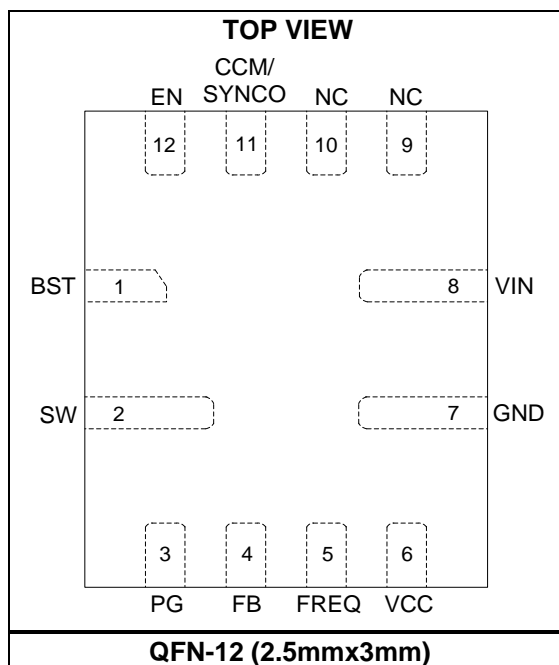 TOP VIEW
CCM/
EN SYNCO NC NC
12 11 10 9
BST 1 8 VIN
SW 2 7 GND
3 4 5 6
PG FB FREQ VCC
QFN-12 (2.5mmx3mm)